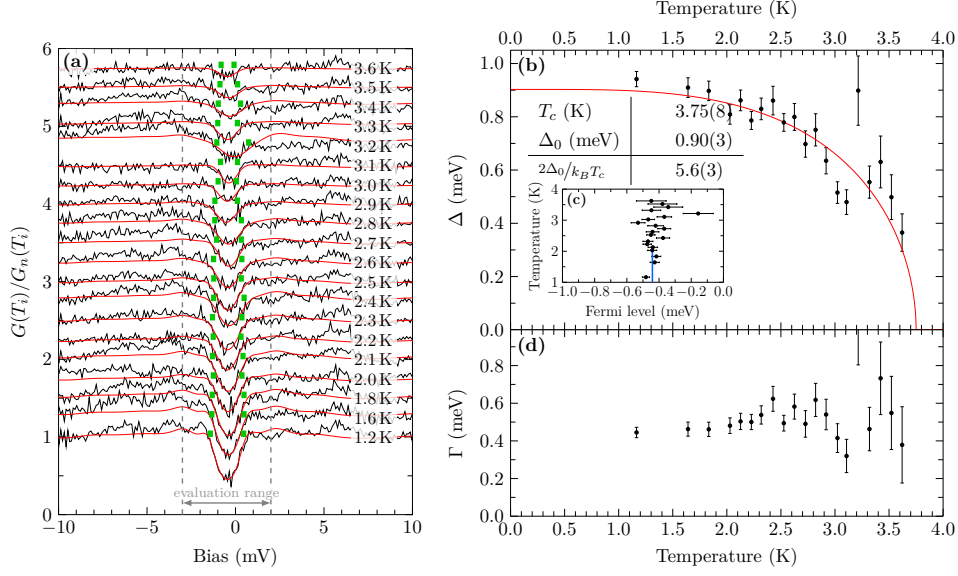 (a)
6
5
4
3
2
1
0
G(T_i)/G_n(T_i)
3.6 K
3.5 K
3.4 K
3.3 K
3.2 K
3.1 K
3.0 K
2.9 K
2.8 K
2.7 K
2.6 K
2.5 K
2.4 K
2.3 K
2.2 K
2.1 K
2.0 K
1.8 K
1.6 K
1.2 K
evaluation range
−10 −5 0 5 10
Bias (mV)
Temperature (K)
0.0 0.5 1.0 1.5 2.0 2.5 3.0 3.5 4.0
(b)
1.0
0.8
0.6
0.4
0.2
0.0
Δ (meV)
T_c (K) 3.75(8)
Δ_0 (meV) 0.90(3)
2Δ_0/k_BT_c 5.6(3)
(c)
4
3
2
1
Temperature (K)
−1.0 −0.8 −0.6 −0.4 −0.2 0.0
Fermi level (meV)
(d)
0.8
0.6
0.4
0.2
0.0
Γ (meV)
0.0 0.5 1.0 1.5 2.0 2.5 3.0 3.5 4.0
Temperature (K)